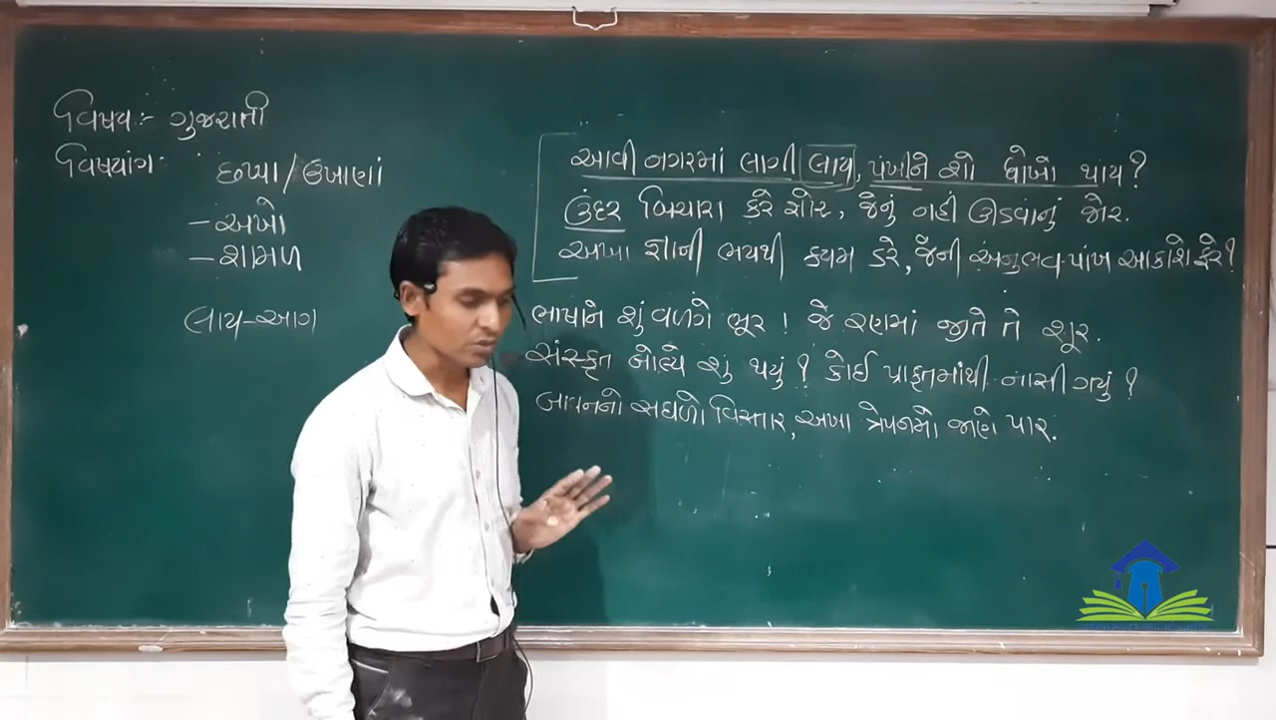 વિષય:- ગુજરાતી
વિષયાંગ: છપ્પા/ઉખાણાં
-અખો
-શામળ
લાય-આગ
આવી નગરમાં લાગી લાય, પંખીને શો ધોખો થાય?
ઉંદર બિચારા કરે શોર, જેનું નહીં ઊડવાનું જોર.
અખા જ્ઞાની ભયથી ક્યમ ડરે, જેની અનુભવ-પાંખ આકાશે ફરે?
ભાષાને શું વળગે ભૂર! જે રણમાં જીતે તે શૂર.
સંસ્કૃત બોલ્યે શું થયું? કોઈ પ્રાકૃતમાંથી નાસી ગયું?
બાવનનો સઘળો વિસ્તાર, અખા ત્રેપનમો જાણે પાર.